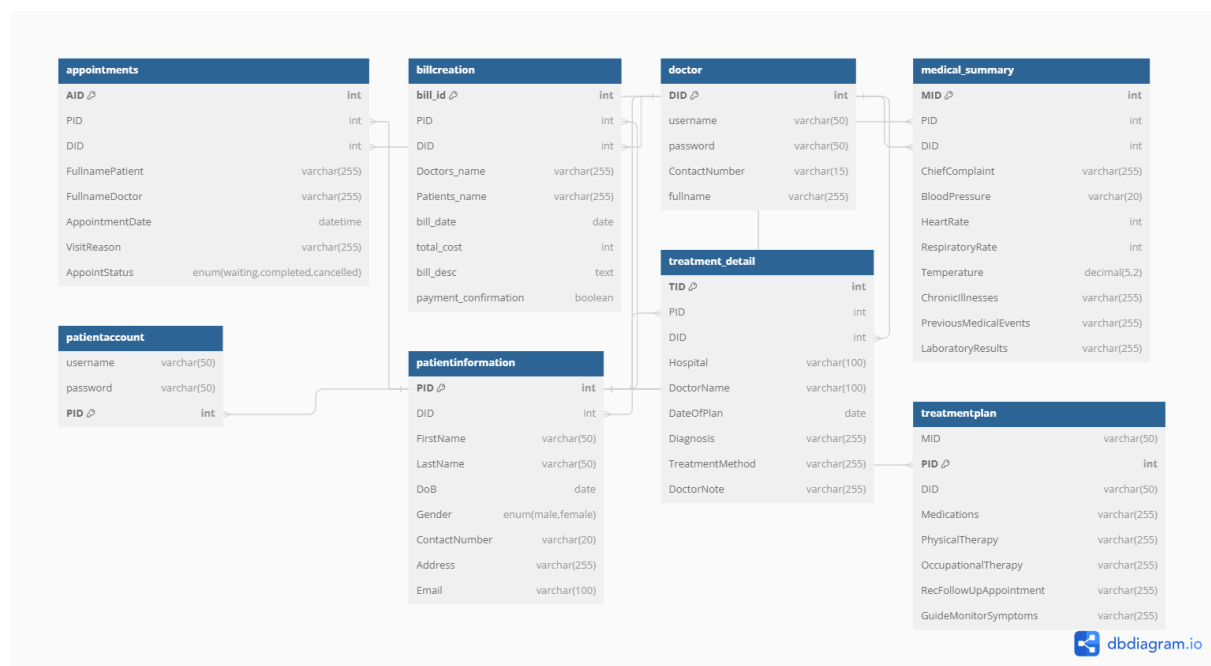 appointments
AID int
PID int
DID int
FullnamePatient varchar(255)
FullnameDoctor varchar(255)
AppointmentDate datetime
VisitReason varchar(255)
AppointStatus enum(waiting,completed,cancelled)
billcreation
bill_id int
PID int
DID int
Doctors_name varchar(255)
Patients_name varchar(255)
bill_date date
total_cost int
bill_desc text
payment_confirmation boolean
doctor
DID int
username varchar(50)
password varchar(50)
ContactNumber varchar(15)
fullname varchar(255)
medical_summary
MID int
PID int
DID int
ChiefComplaint varchar(255)
BloodPressure varchar(20)
HeartRate int
RespiratoryRate int
Temperature decimal(5,2)
ChronicIllnesses varchar(255)
PreviousMedicalEvents varchar(255)
LaboratoryResults varchar(255)
treatment_detail
TID int
PID int
DID int
Hospital varchar(100)
DoctorName varchar(100)
DateOfPlan date
Diagnosis varchar(255)
TreatmentMethod varchar(255)
DoctorNote varchar(255)
patientaccount
username varchar(50)
password varchar(50)
PID int
patientinformation
PID int
DID int
FirstName varchar(50)
LastName varchar(50)
DoB date
Gender enum(male,female)
ContactNumber varchar(20)
Address varchar(255)
Email varchar(100)
treatmentplan
MID varchar(50)
PID int
DID varchar(50)
Medications varchar(255)
PhysicalTherapy varchar(255)
OccupationalTherapy varchar(255)
RecFollowUpAppointment varchar(255)
GuideMonitorSymptoms varchar(255)
dbdiagram.io